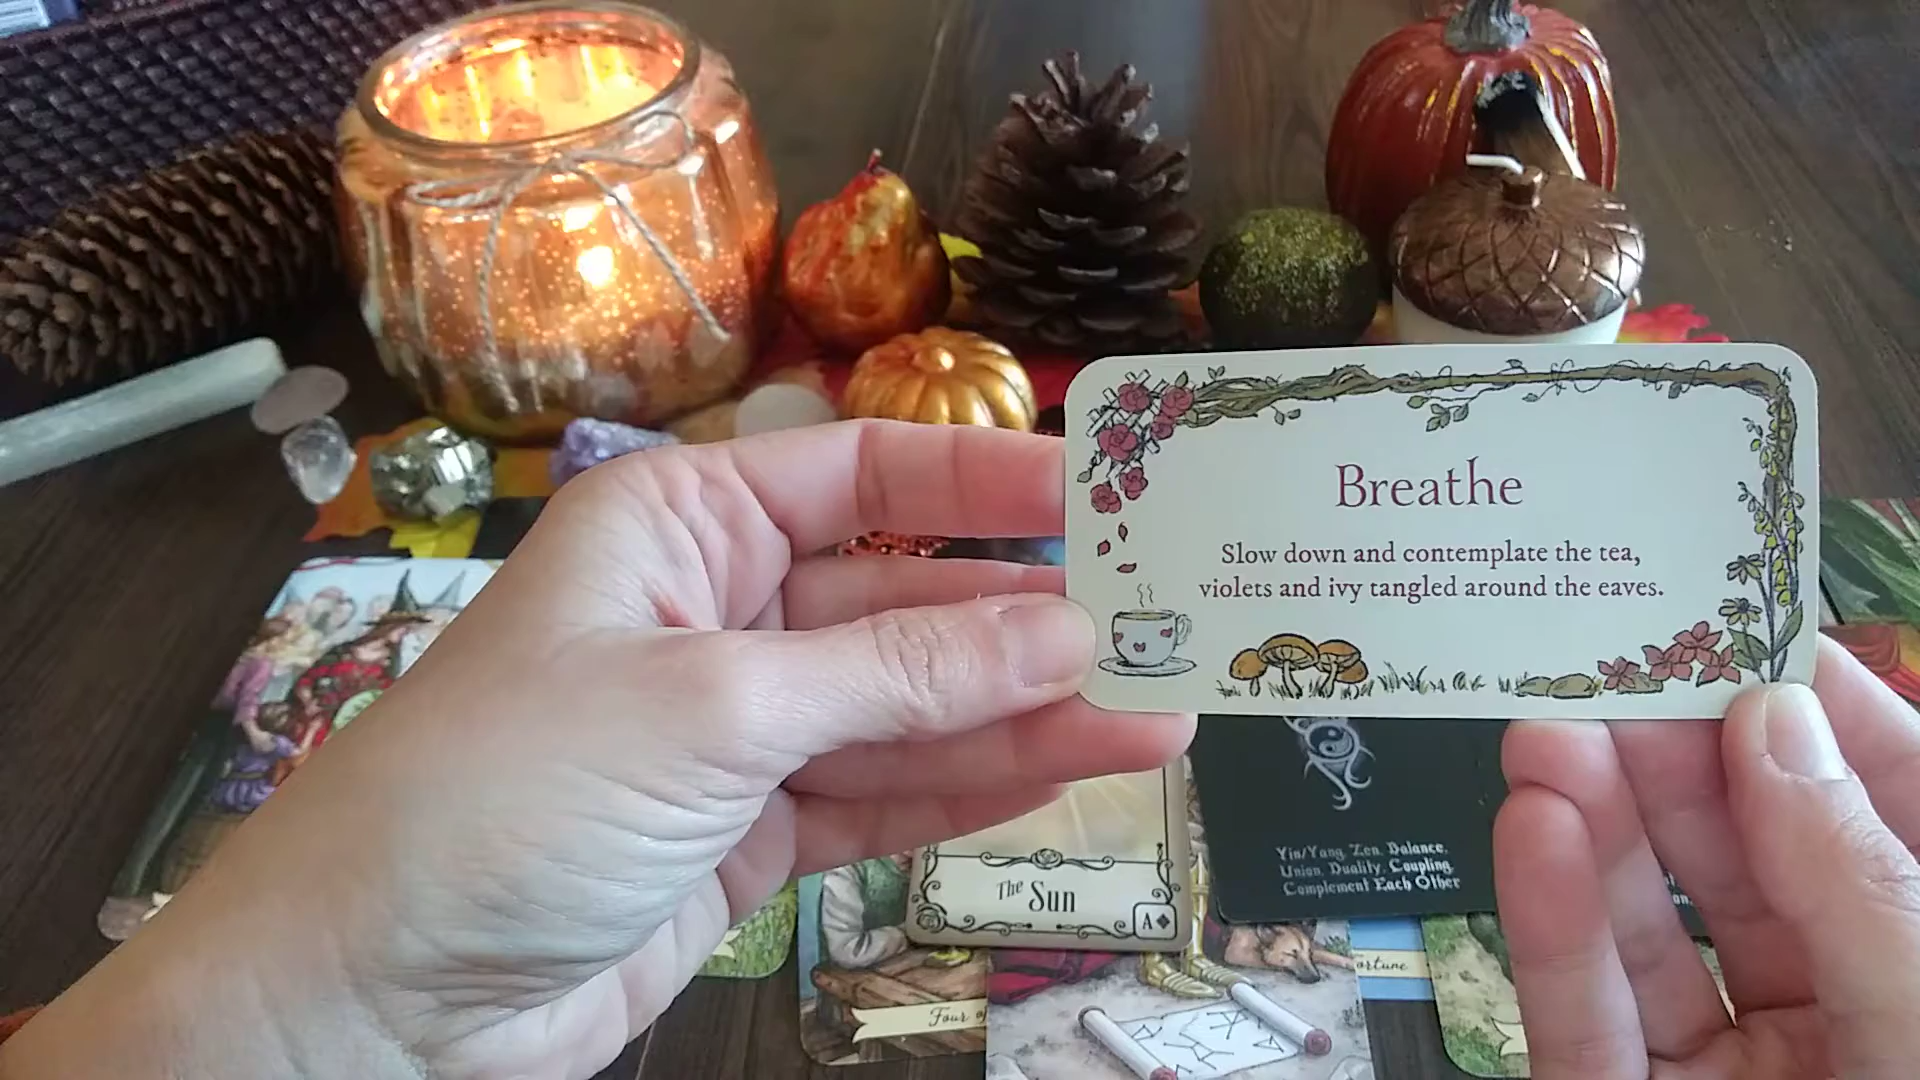 Breathe
Slow down and contemplate the tea,
violets and ivy tangled around the eaves.
Yin/Yang, Zen, Balance,
Union, Duality, Coupling,
Complement Each Other
The Sun
A
Four of